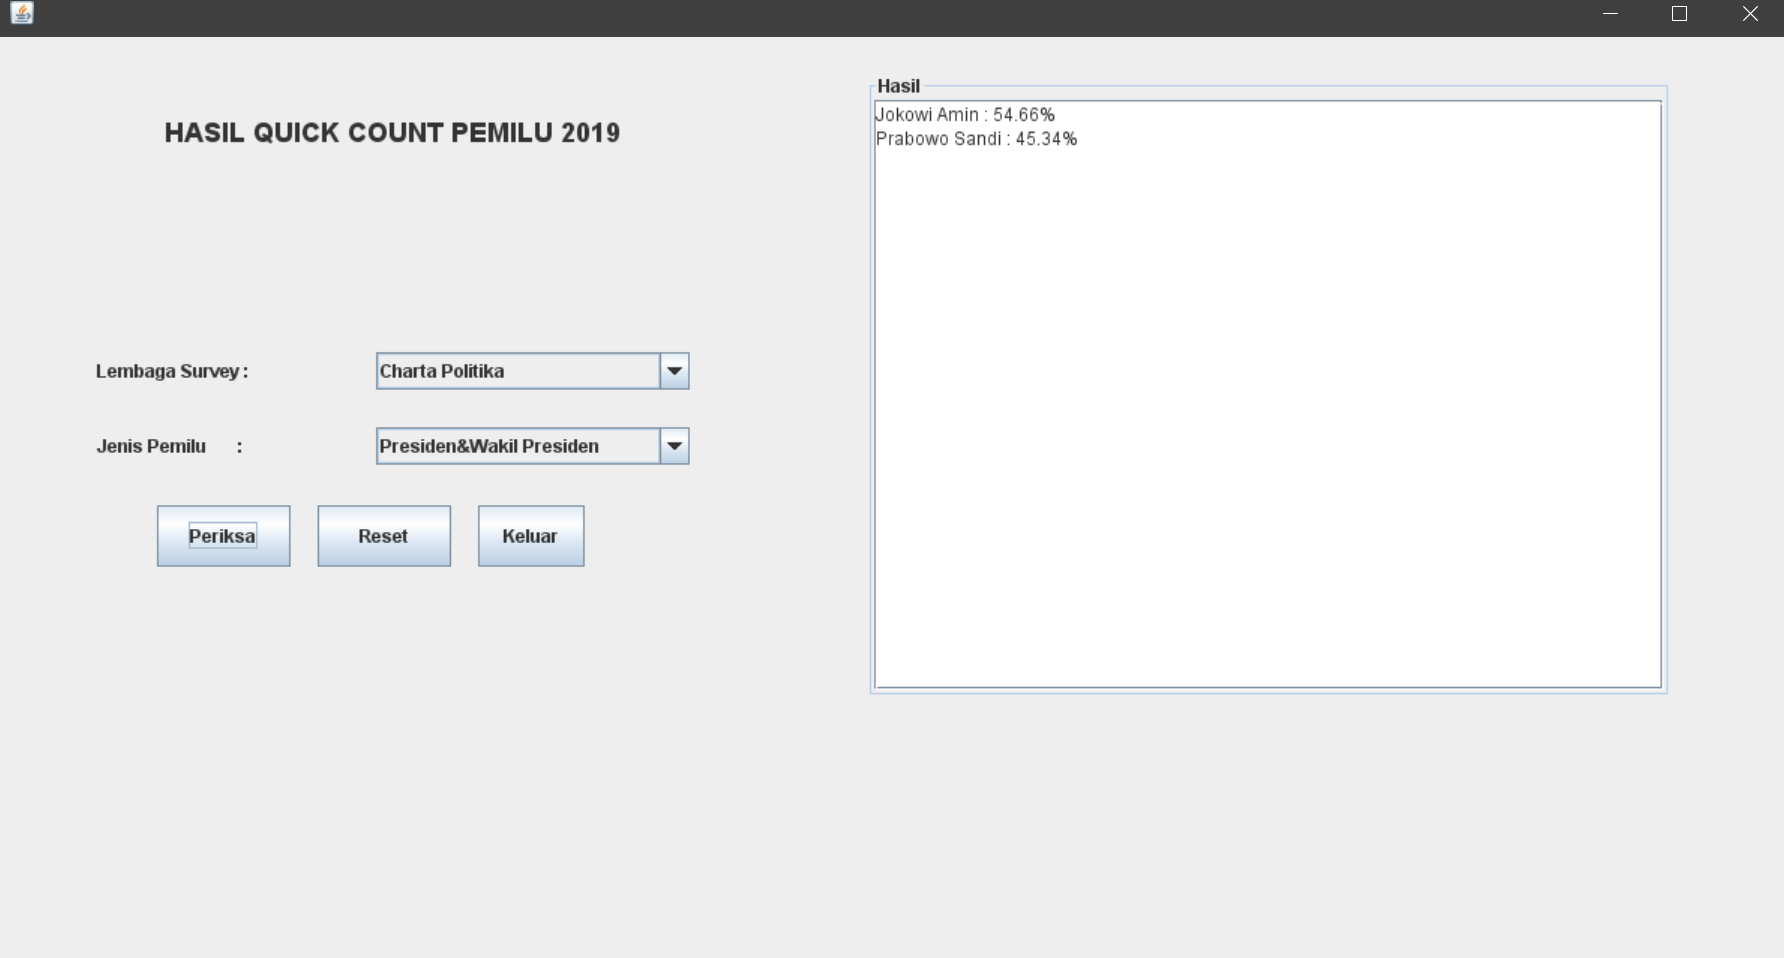 HASIL QUICK COUNT PEMILU 2019
Lembaga Survey :
Charta Politika
Jenis Pemilu :
Presiden&Wakil Presiden
Periksa
Reset
Keluar
Hasil
Jokowi Amin : 54.66%
Prabowo Sandi : 45.34%